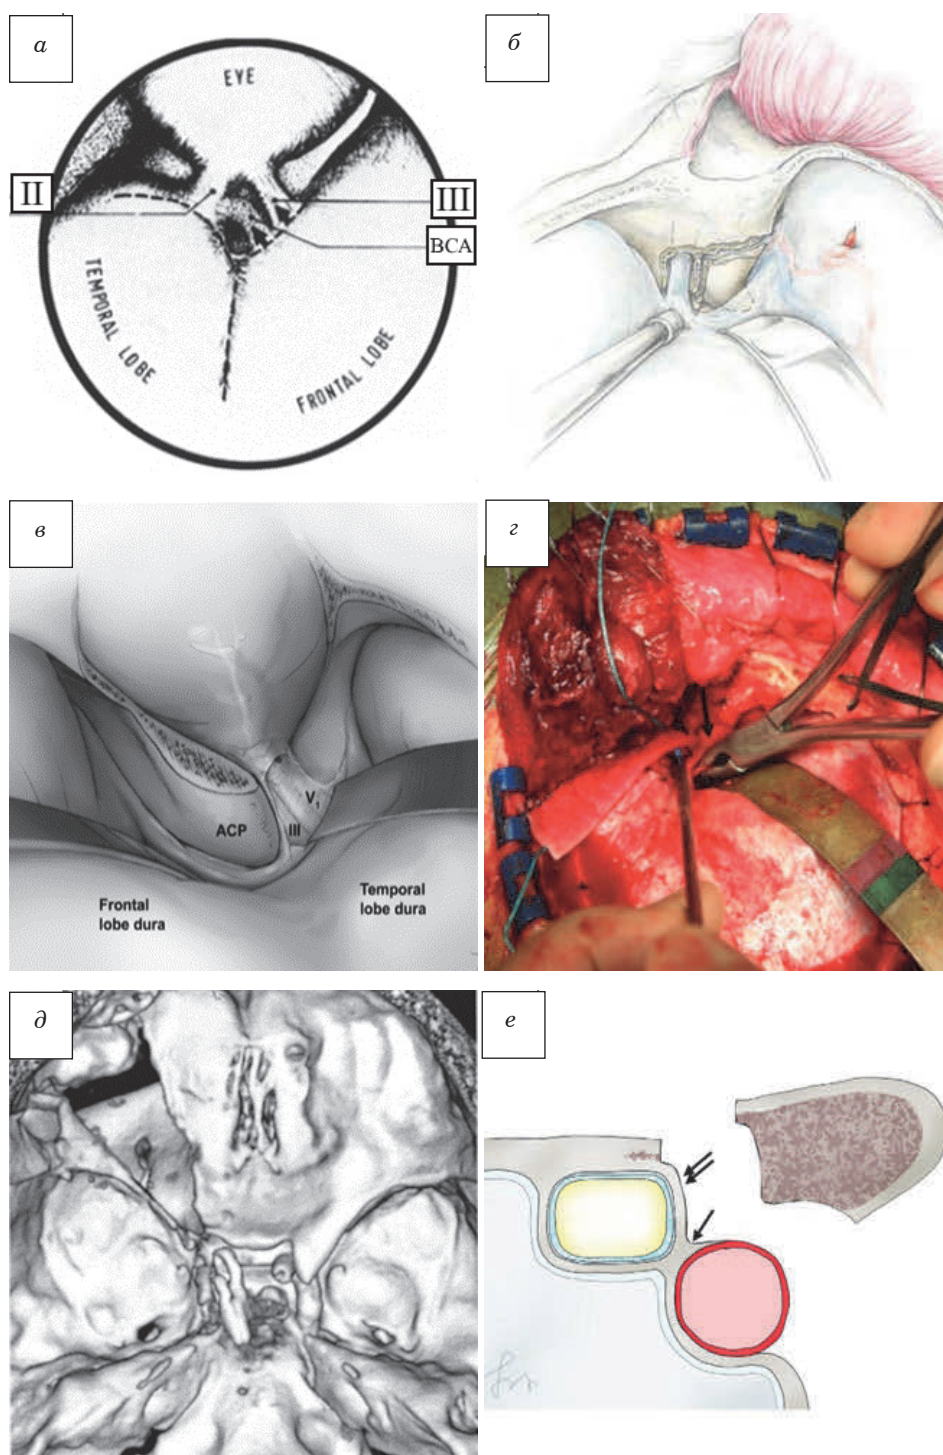 а
EYE
II
III
ВСА
TEMPORAL LOBE
FRONTAL LOBE
б
в
ACP
III
V1
Frontal
lobe dura
Temporal
lobe dura
г
д
е